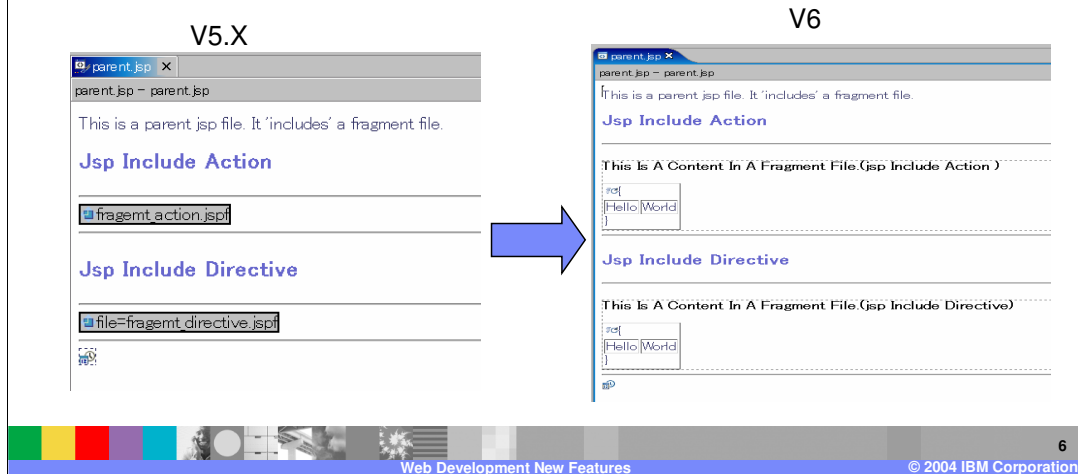 V5.X
parent.jsp
parent.jsp - parent.jsp
This is a parent jsp file. It 'includes' a fragment file.
Jsp Include Action
fragemt_action.jspf
Jsp Include Directive
file=fragemt_directive.jspf
V6
parent.jsp
parent.jsp - parent.jsp
This is a parent jsp file. It 'includes' a fragment file.
Jsp Include Action
This Is A Content In A Fragment File.(jsp Include Action )
{
Hello World
}
Jsp Include Directive
This Is A Content In A Fragment File.(jsp Include Directive)
{
Hello World
}
6
Web Development New Features
© 2004 IBM Corporation